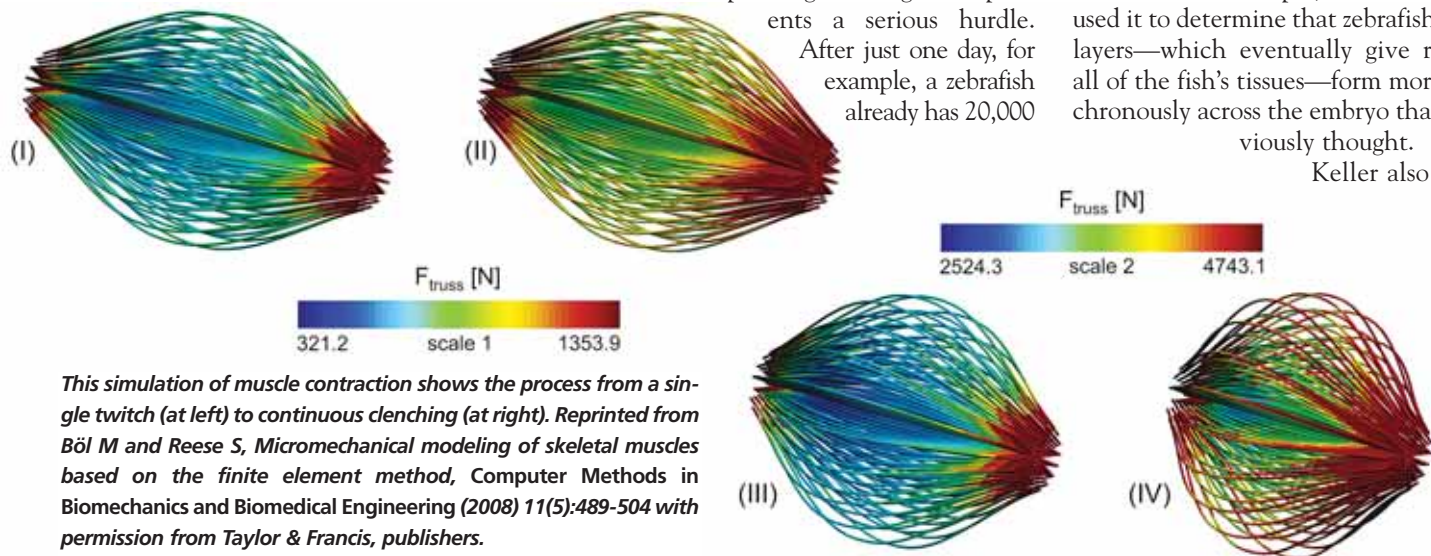 ents a serious hurdle.
After just one day, for
example, a zebrafish
already has 20,000
used it to determine that zebrafish
layers—which eventually give r
all of the fish's tissues—form mor
chronously across the embryo tha
viously thought.
Keller also
(I)
(II)
F_truss [N]
321.2 scale 1 1353.9
F_truss [N]
2524.3 scale 2 4743.1
(III)
(IV)
This simulation of muscle contraction shows the process from a sin-
gle twitch (at left) to continuous clenching (at right). Reprinted from
Böl M and Reese S, Micromechanical modeling of skeletal muscles
based on the finite element method, Computer Methods in
Biomechanics and Biomedical Engineering (2008) 11(5):489-504 with
permission from Taylor & Francis, publishers.